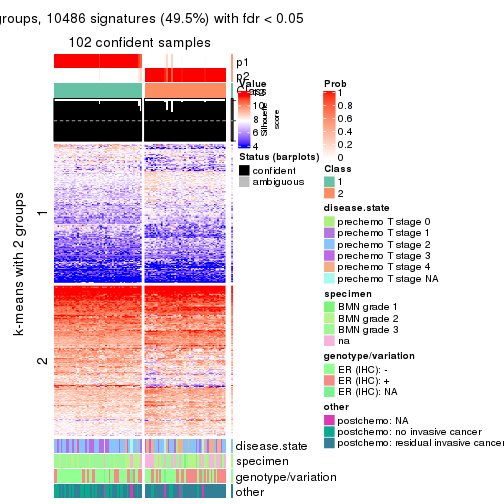 groups, 10486 signatures (49.5%) with fdr < 0.05
102 confident samples
k-means with 2 groups
1
2
p1
p2
Class
Silhouette
score
disease.state
specimen
genotype/variation
other
Value
12
10
8
6
4
Status (barplots)
confident
ambiguous
Prob
1
0.8
0.6
0.4
0.2
0
Class
1
2
disease.state
prechemo T stage 0
prechemo T stage 1
prechemo T stage 2
prechemo T stage 3
prechemo T stage 4
prechemo T stage NA
specimen
BMN grade 1
BMN grade 2
BMN grade 3
na
genotype/variation
ER (IHC): -
ER (IHC): +
ER (IHC): NA
other
postchemo: NA
postchemo: no invasive cancer
postchemo: residual invasive cancer